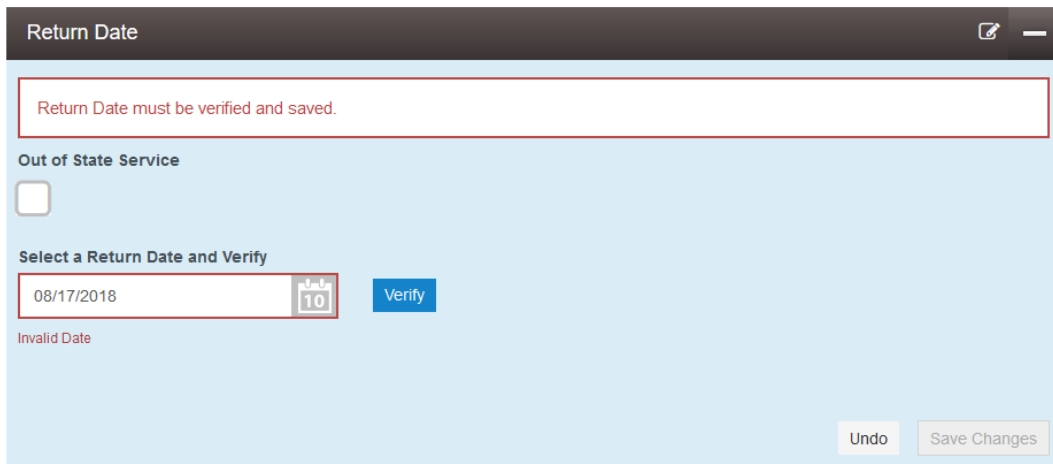 Return Date
Return Date must be verified and saved.
Out of State Service
Select a Return Date and Verify
08/17/2018
10
Verify
Invalid Date
Undo
Save Changes